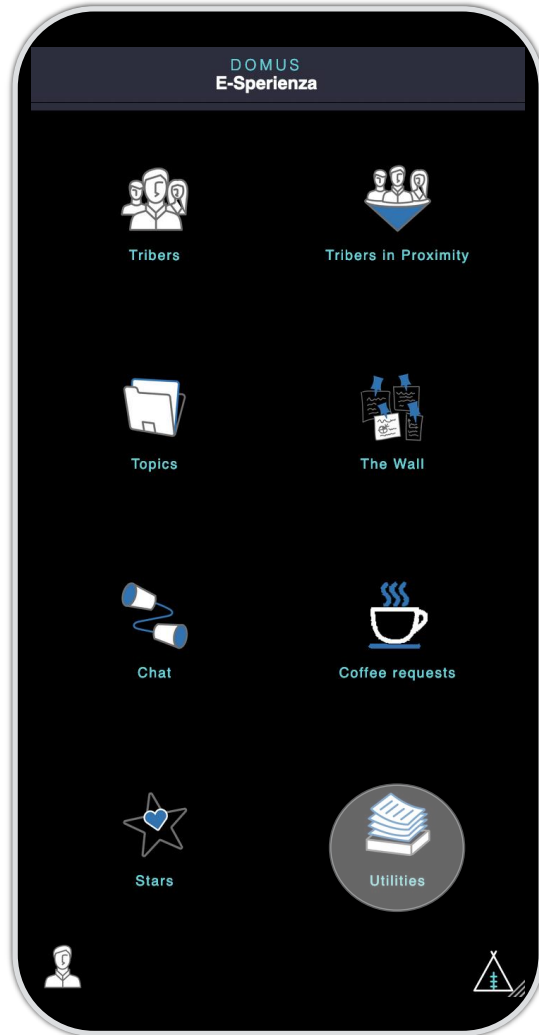 DOMUS
E-Sperienza
Tribers
Tribers in Proximity
Topics
The Wall
Chat
Coffee requests
Stars
Utilities